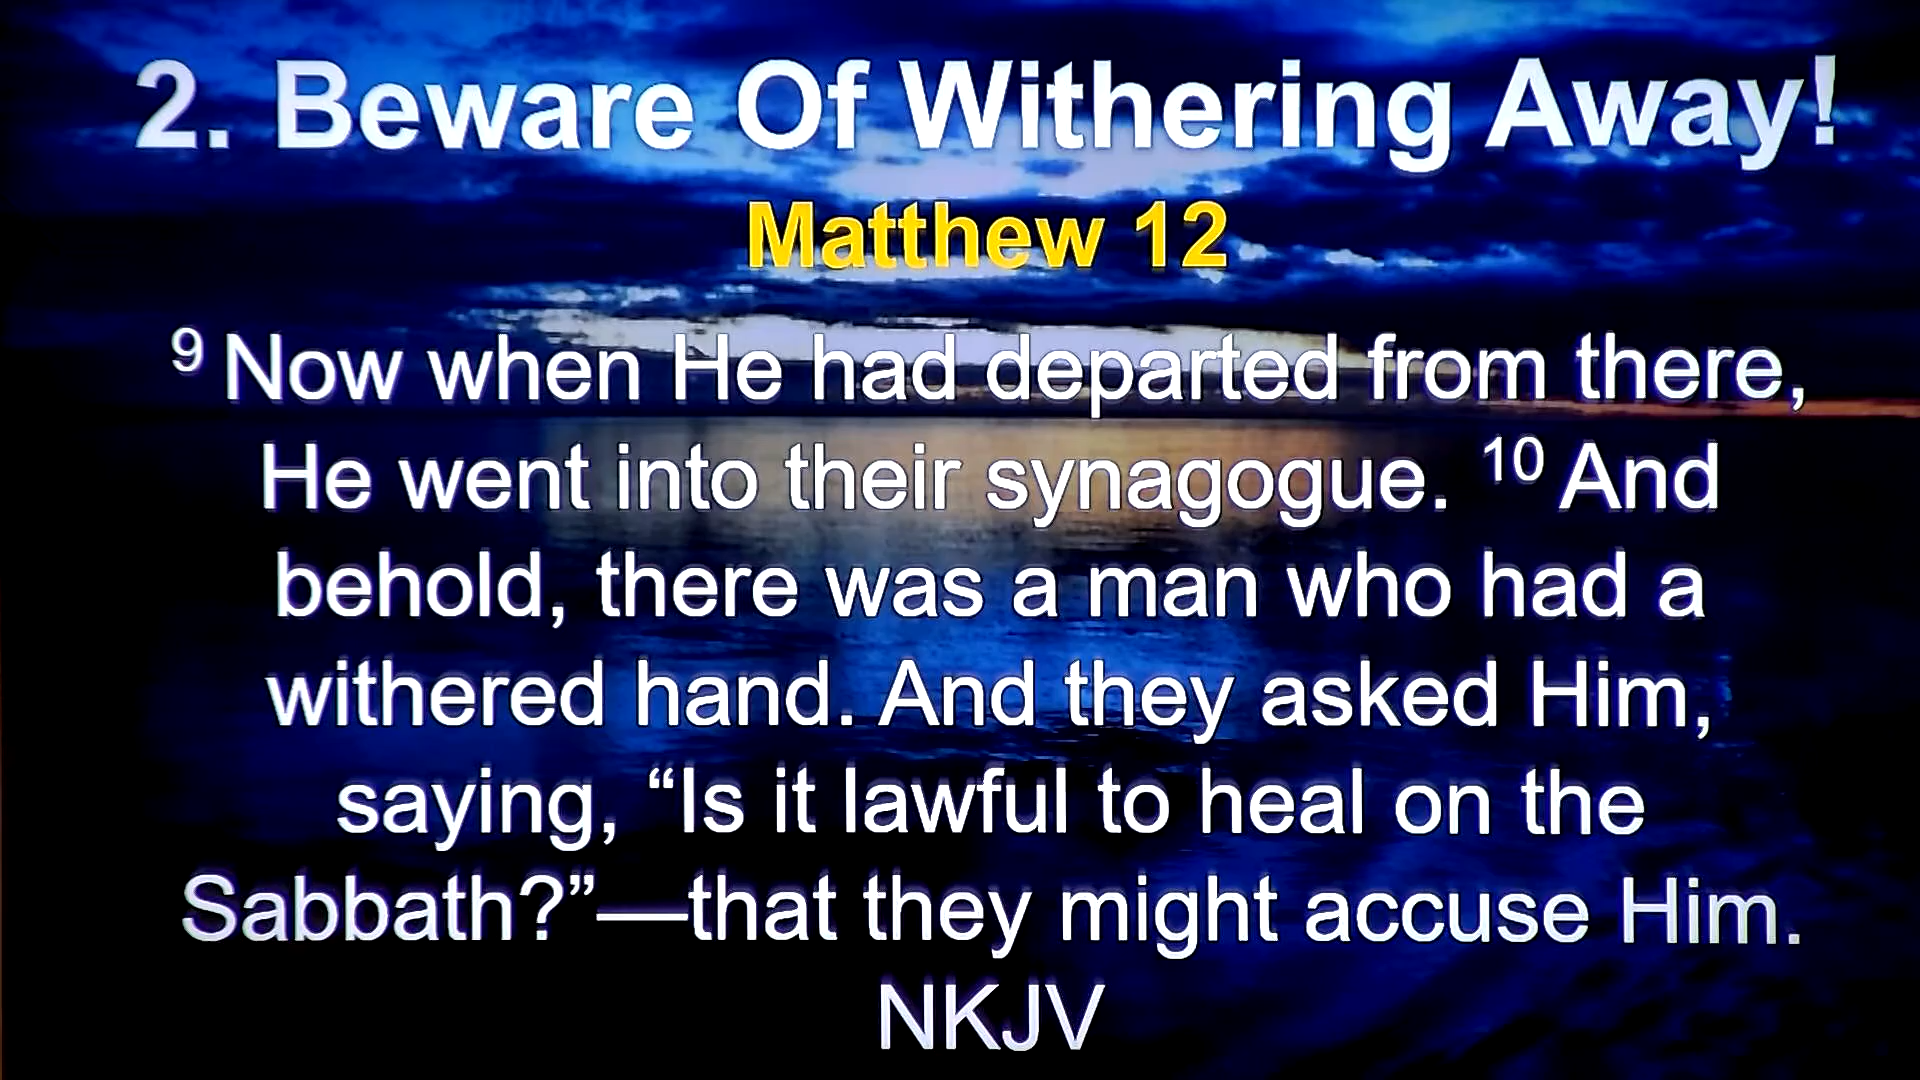 2. Beware Of Withering Away!
Matthew 12
9 Now when He had departed from there,
He went into their synagogue. 10 And
behold, there was a man who had a
withered hand. And they asked Him,
saying, “Is it lawful to heal on the
Sabbath?”—that they might accuse Him.
NKJV